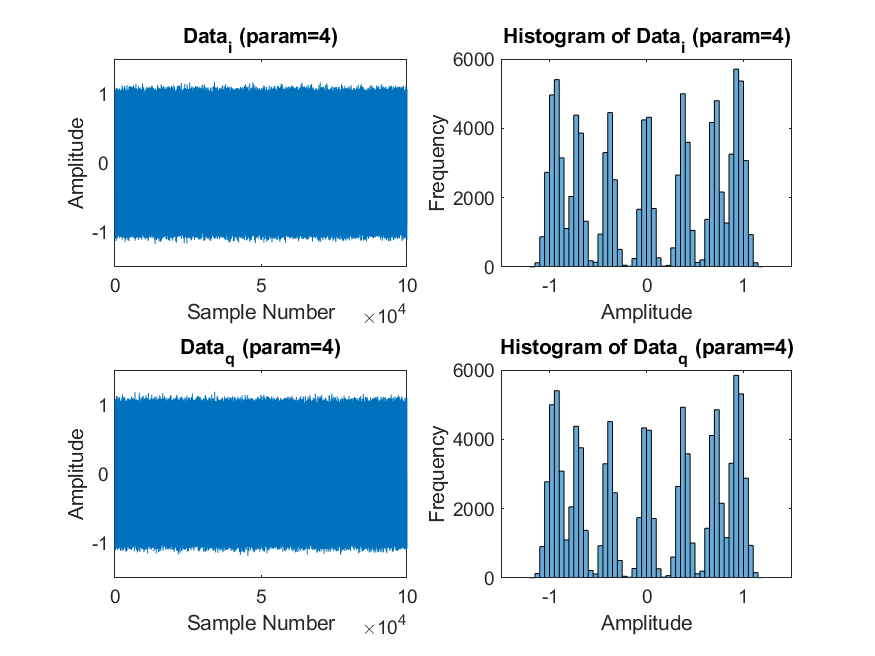 Data_i (param=4)
Amplitude
1
0
-1
0
5
10
Sample Number
×10^4
Histogram of Data_i (param=4)
Frequency
6000
4000
2000
0
-1
0
1
Amplitude
Data_q (param=4)
Amplitude
1
0
-1
0
5
10
Sample Number
×10^4
Histogram of Data_q (param=4)
Frequency
6000
4000
2000
0
-1
0
1
Amplitude